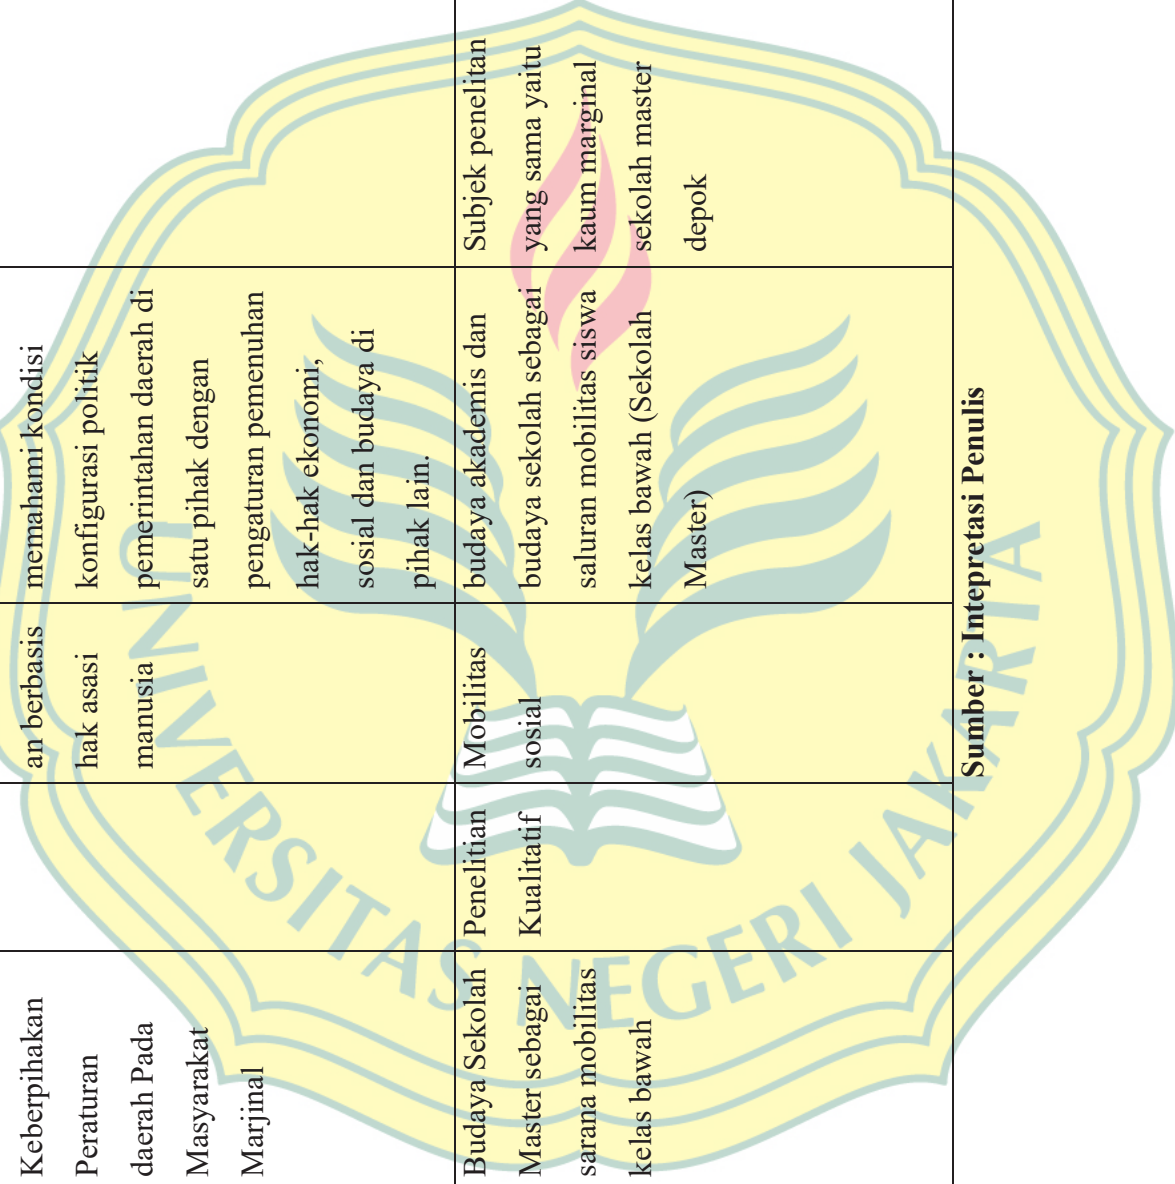 Keberpihakan
Peraturan
daerah Pada
Masyarakat
Marjinal
an berbasis
hak asasi
manusia
memahami kondisi
konfigurasi politik
pemerintahan daerah di
satu pihak dengan
pengaturan pemenuhan
hak-hak ekonomi,
sosial dan budaya di
pihak lain.
Budaya Sekolah
Master sebagai
sarana mobilitas
kelas bawah
Penelitian
Kualitatif
Mobilitas
sosial
budaya akademis dan
budaya sekolah sebagai
saluran mobilitas siswa
kelas bawah (Sekolah
Master)
Subjek penelitan
yang sama yaitu
kaum marginal
sekolah master
depok
Sumber : Intepretasi Penulis
UNIVERSITAS NEGERI JAKARTA